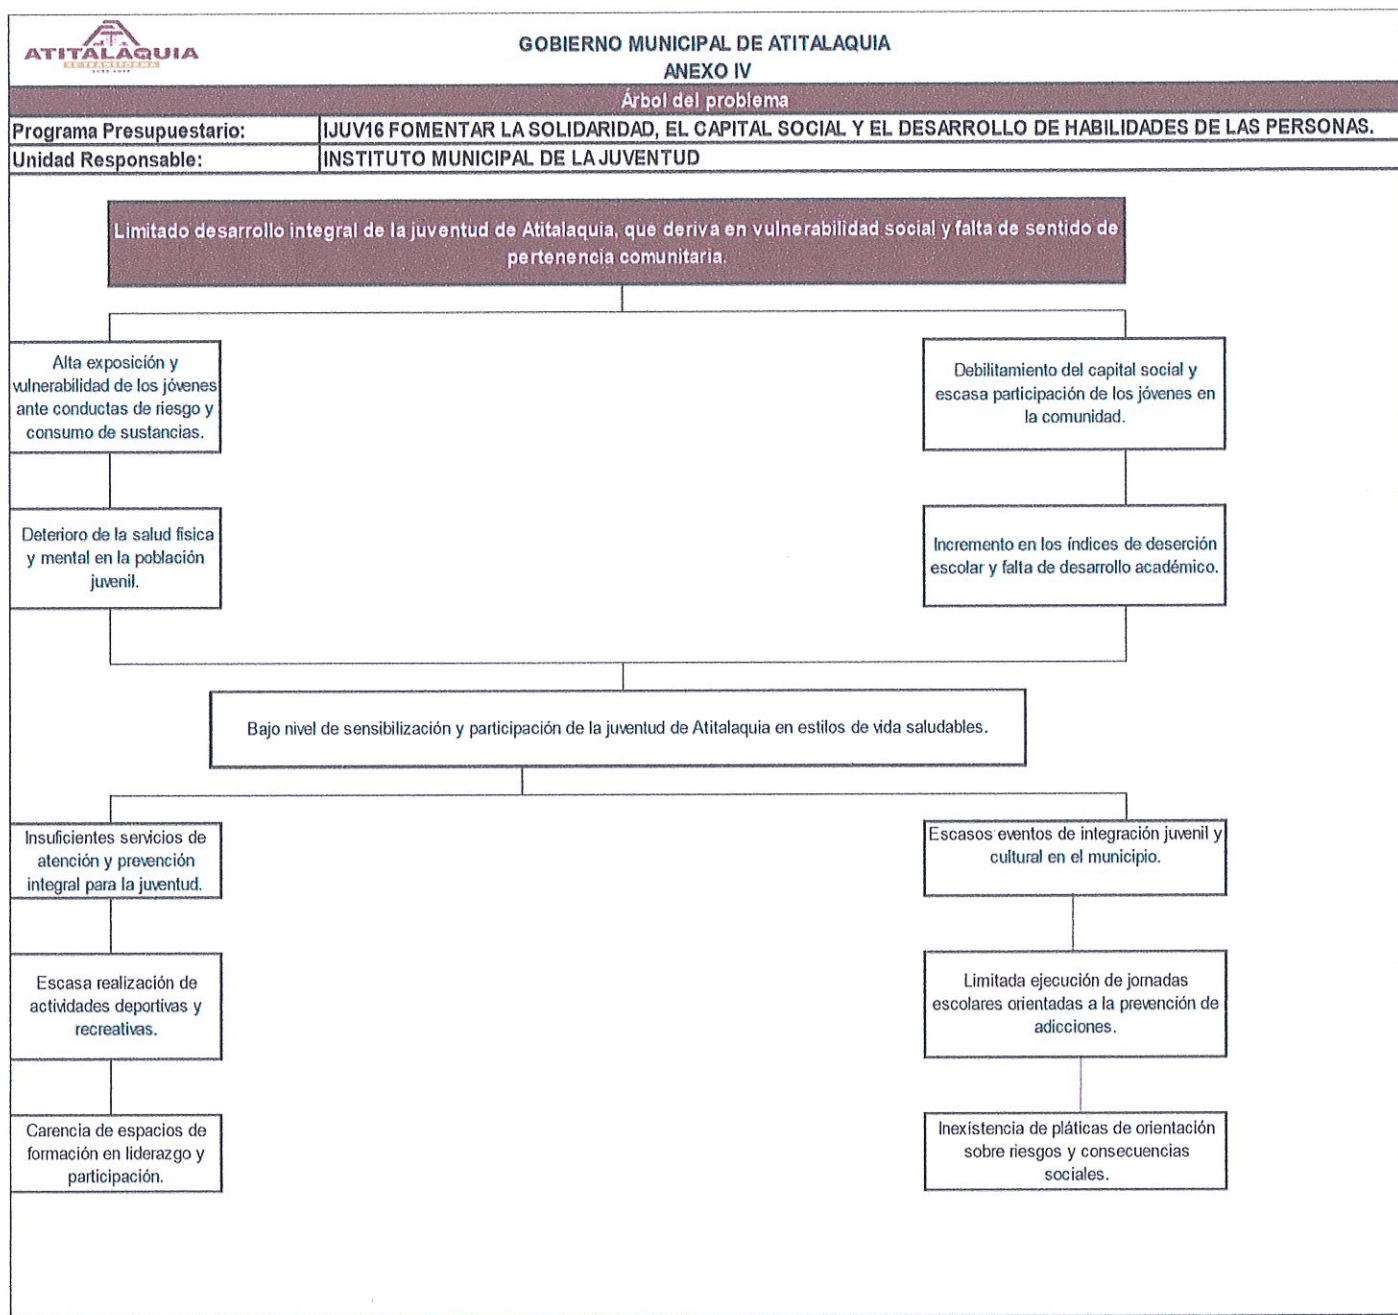 ATITALAQUIA
SE TRANSFORMA
GOBIERNO MUNICIPAL DE ATITALAQUIA
ANEXO IV
Árbol del problema
Programa Presupuestario: IJUV16 FOMENTAR LA SOLIDARIDAD, EL CAPITAL SOCIAL Y EL DESARROLLO DE HABILIDADES DE LAS PERSONAS.
Unidad Responsable: INSTITUTO MUNICIPAL DE LA JUVENTUD
Limitado desarrollo integral de la juventud de Atitalaquia, que deriva en vulnerabilidad social y falta de sentido de
pertenencia comunitaria.
Alta exposición y
vulnerabilidad de los jóvenes
ante conductas de riesgo y
consumo de sustancias.
Debilitamiento del capital social y
escasa participación de los jóvenes en
la comunidad.
Deterioro de la salud física
y mental en la población
juvenil.
Incremento en los índices de deserción
escolar y falta de desarrollo académico.
Bajo nivel de sensibilización y participación de la juventud de Atitalaquia en estilos de vida saludables.
Insuficientes servicios de
atención y prevención
integral para la juventud.
Escasos eventos de integración juvenil y
cultural en el municipio.
Escasa realización de
actividades deportivas y
recreativas.
Limitada ejecución de jornadas
escolares orientadas a la prevención de
adicciones.
Carencia de espacios de
formación en liderazgo y
participación.
Inexistencia de pláticas de orientación
sobre riesgos y consecuencias
sociales.